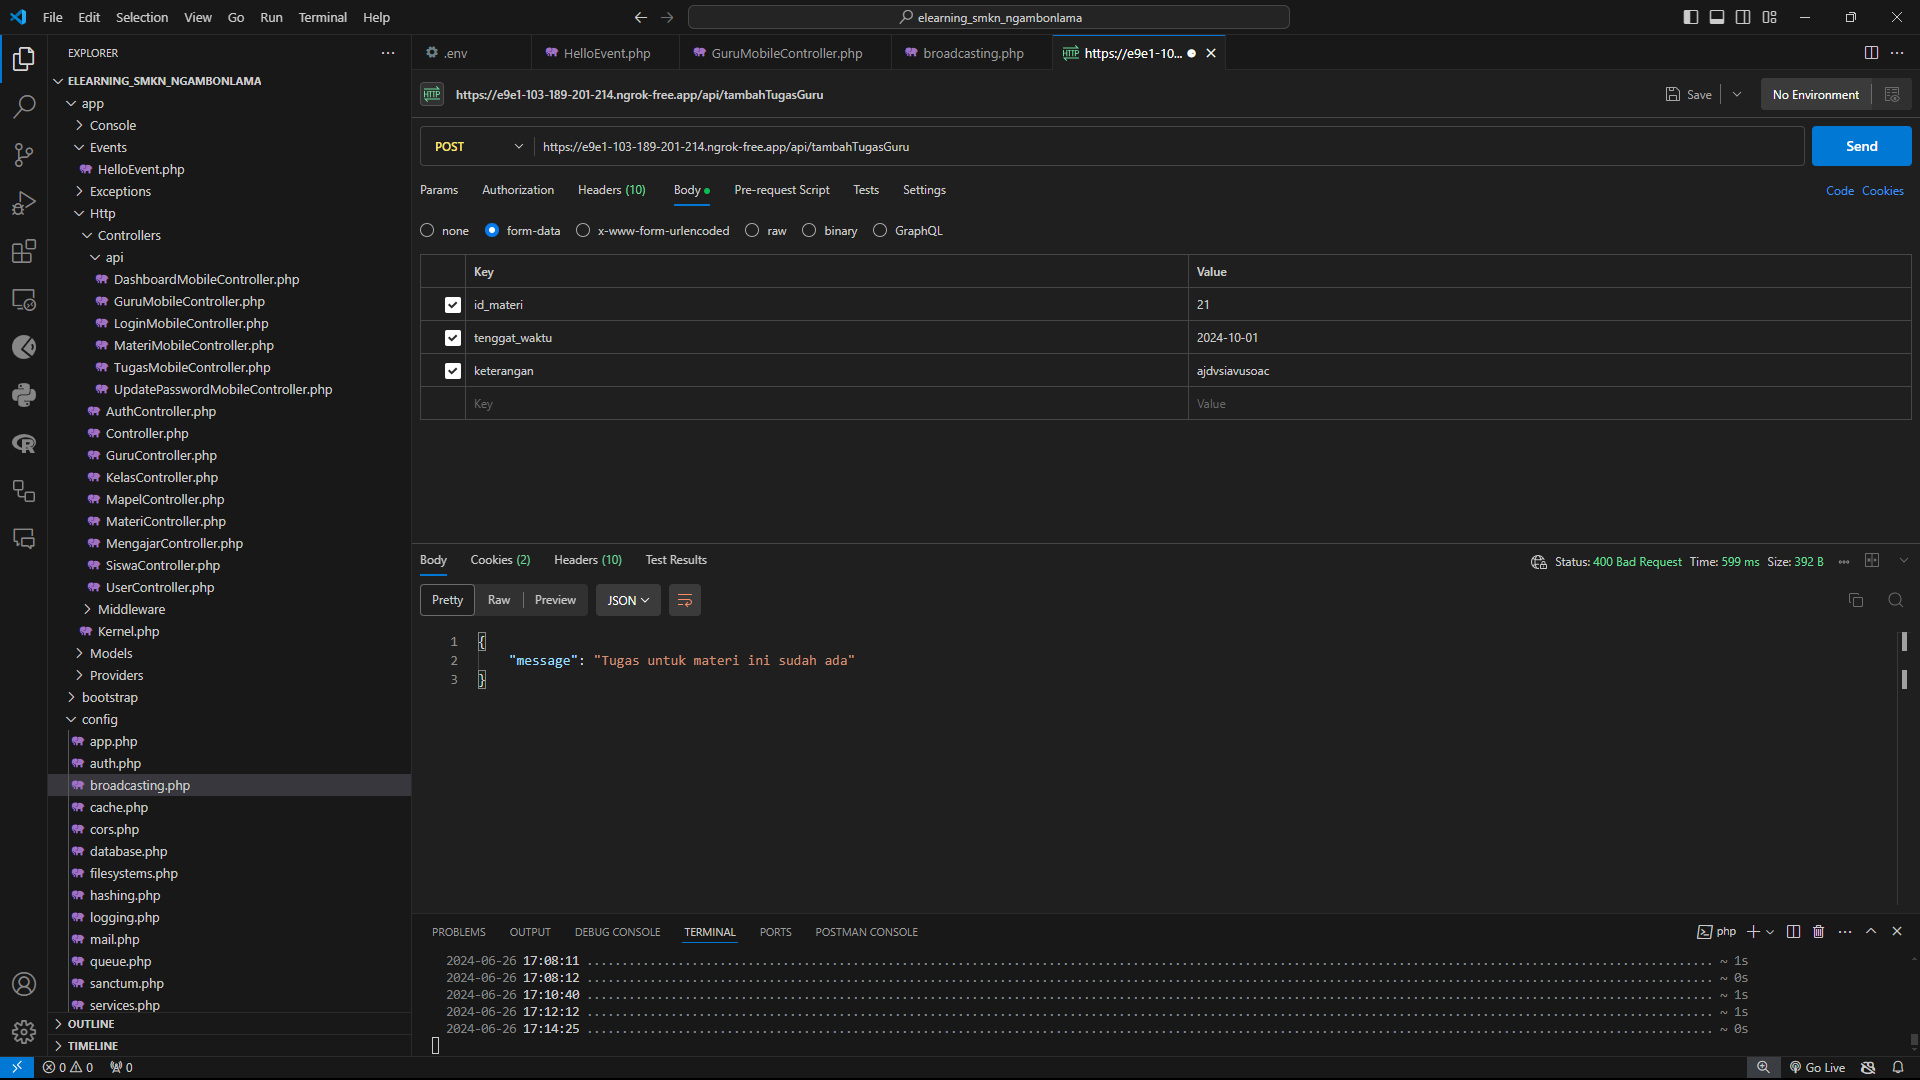 File Edit Selection View Go Run Terminal Help
elearning_smkn_ngambonlama
EXPLORER
ELEARNING_SMKN_NGAMBONLAMA
app
Console
Events
HelloEvent.php
Exceptions
Http
Controllers
api
DashboardMobileController.php
GuruMobileController.php
LoginMobileController.php
MateriMobileController.php
TugasMobileController.php
UpdatePasswordMobileController.php
AuthController.php
Controller.php
GuruController.php
KelasController.php
MapelController.php
MateriController.php
MengajarController.php
SiswaController.php
UserController.php
Middleware
Kernel.php
Models
Providers
bootstrap
config
app.php
auth.php
broadcasting.php
cache.php
cors.php
database.php
filesystems.php
hashing.php
logging.php
mail.php
queue.php
sanctum.php
services.php
OUTLINE
TIMELINE
.env HelloEvent.php GuruMobileController.php broadcasting.php HTTP https://e9e1-10...
HTTP https://e9e1-103-189-201-214.ngrok-free.app/api/tambahTugasGuru Save No Environment
POST https://e9e1-103-189-201-214.ngrok-free.app/api/tambahTugasGuru Send
Params Authorization Headers (10) Body Pre-request Script Tests Settings Code Cookies
none form-data x-www-form-urlencoded raw binary GraphQL
Key Value
id_materi 21
tenggat_waktu 2024-10-01
keterangan ajdvsiavusoac
Key Value
Body Cookies (2) Headers (10) Test Results Status: 400 Bad Request Time: 599 ms Size: 392 B
Pretty Raw Preview JSON
1 {
2 "message": "Tugas untuk materi ini sudah ada"
3 }
PROBLEMS OUTPUT DEBUG CONSOLE TERMINAL PORTS POSTMAN CONSOLE php
2024-06-26 17:08:11 ........ ~ 1s
2024-06-26 17:08:12 ........ ~ 0s
2024-06-26 17:10:40 ........ ~ 1s
2024-06-26 17:12:12 ........ ~ 1s
2024-06-26 17:14:25 ........ ~ 0s
0 0 0 Go Live